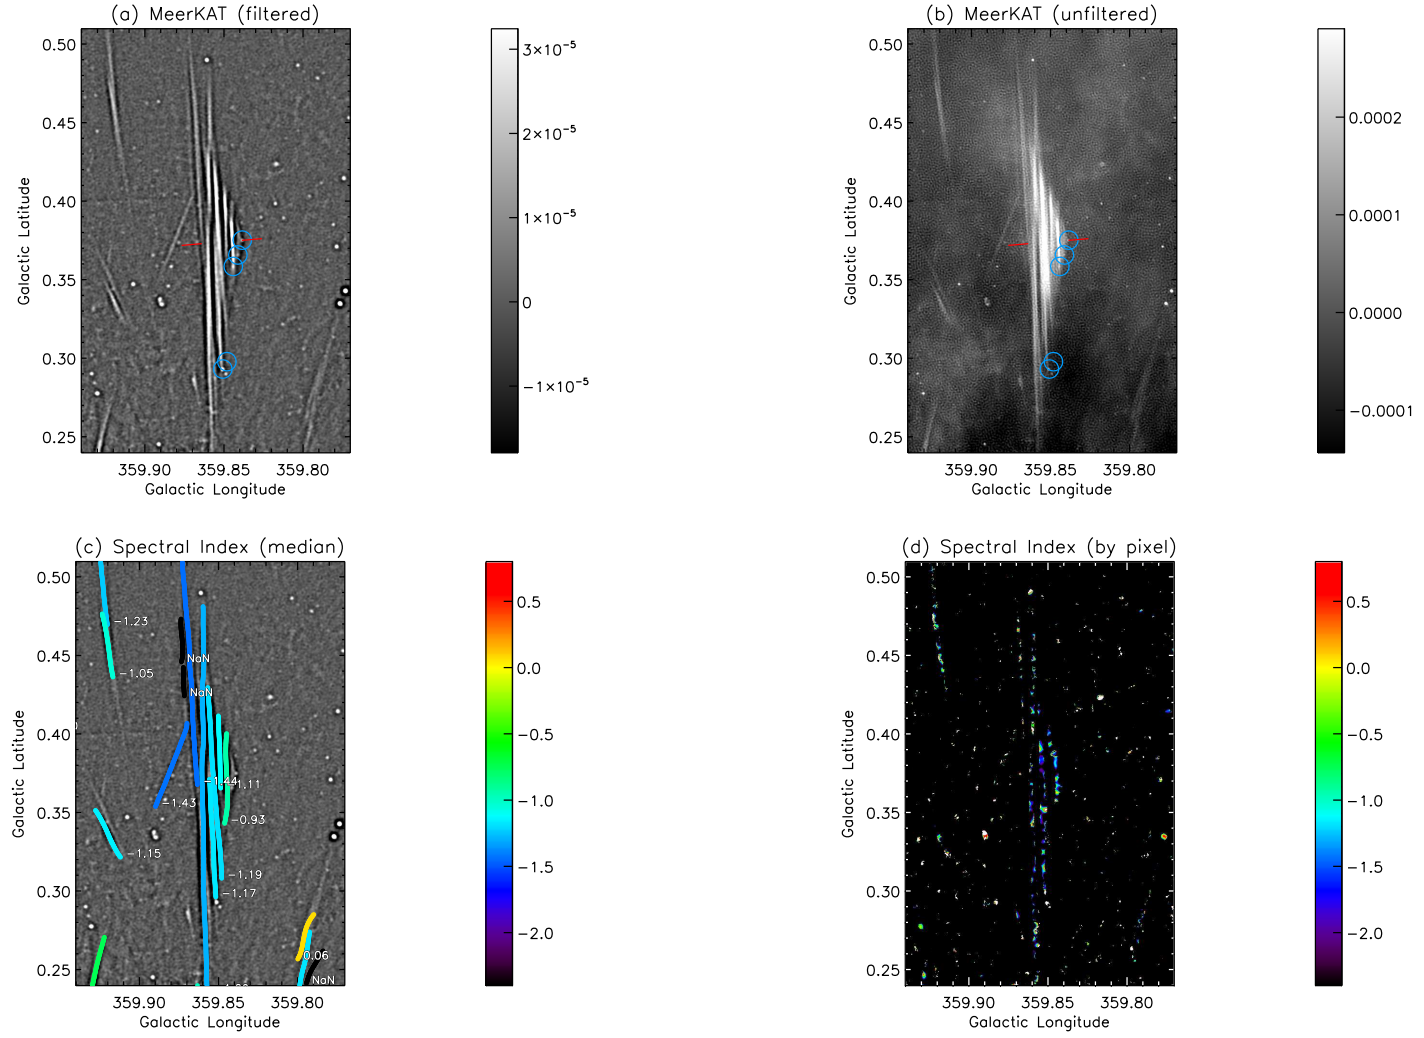 (a) MeerKAT (filtered)
0.50
0.45
0.40
0.35
0.30
0.25
Galactic Latitude
359.90 359.85 359.80
Galactic Longitude
3×10⁻⁵
2×10⁻⁵
1×10⁻⁵
0
−1×10⁻⁵
(b) MeerKAT (unfiltered)
0.50
0.45
0.40
0.35
0.30
0.25
Galactic Latitude
359.90 359.85 359.80
Galactic Longitude
0.0002
0.0001
0.0000
−0.0001
(c) Spectral Index (median)
0.50
0.45
0.40
0.35
0.30
0.25
Galactic Latitude
−1.23
−1.05
NaN
NaN
−1.44
−1.11
−1.43
−0.93
−1.15
−1.19
−1.17
0.06
NaN
359.90 359.85 359.80
Galactic Longitude
0.5
0.0
−0.5
−1.0
−1.5
−2.0
(d) Spectral Index (by pixel)
0.50
0.45
0.40
0.35
0.30
0.25
Galactic Latitude
359.90 359.85 359.80
Galactic Longitude
0.5
0.0
−0.5
−1.0
−1.5
−2.0